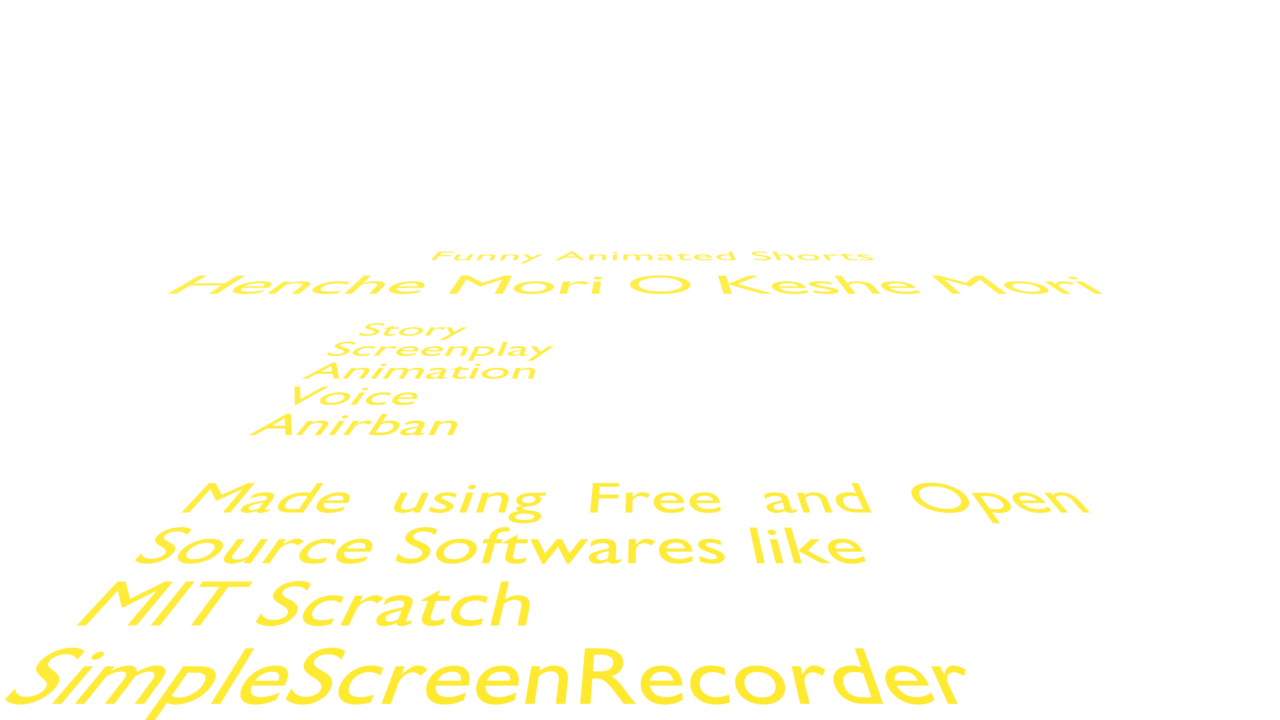 Funny Animated Shorts
Henche Mori O Keshe Mori
Story
Screenplay
Animation
Voice
Anirban
Made using Free and Open
Source Softwares like
MIT Scratch
SimpleScreenRecorder